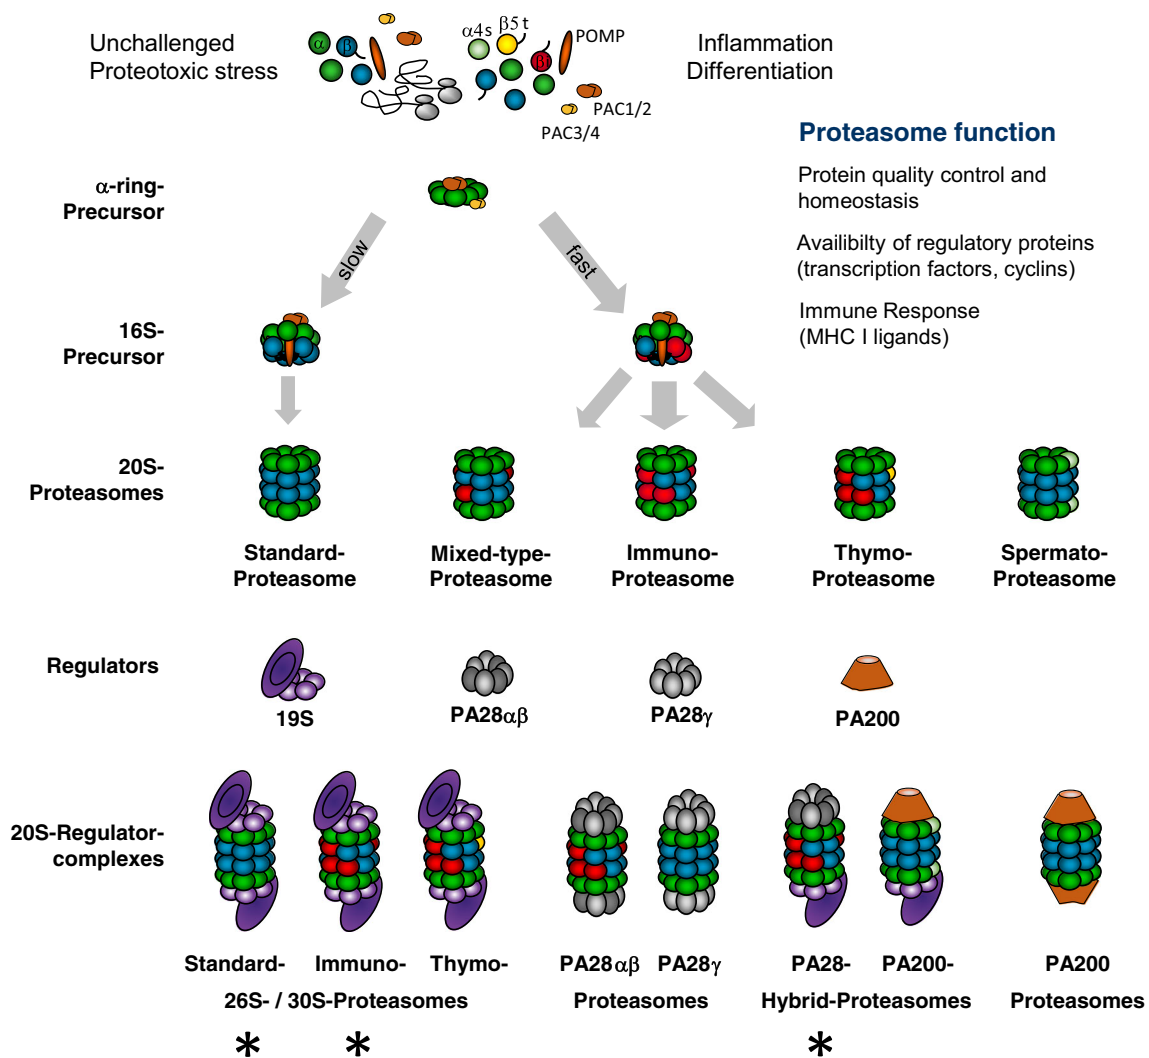 Unchallenged
Proteotoxic stress
α
β
α4s
β5t
βi
POMP
PAC1/2
PAC3/4
Inflammation
Differentiation
Proteasome function
Protein quality control and
homeostasis
Availibilty of regulatory proteins
(transcription factors, cyclins)
Immune Response
(MHC I ligands)
α-ring-
Precursor
slow
fast
16S-
Precursor
20S-
Proteasomes
Standard-
Proteasome
Mixed-type-
Proteasome
Immuno-
Proteasome
Thymo-
Proteasome
Spermato-
Proteasome
Regulators
19S
PA28αβ
PA28γ
PA200
20S-Regulator-
complexes
Standard-
Immuno-
Thymo-
PA28αβ
PA28γ
PA28-
PA200-
PA200
26S- / 30S-Proteasomes
Proteasomes
Hybrid-Proteasomes
Proteasomes
* * *